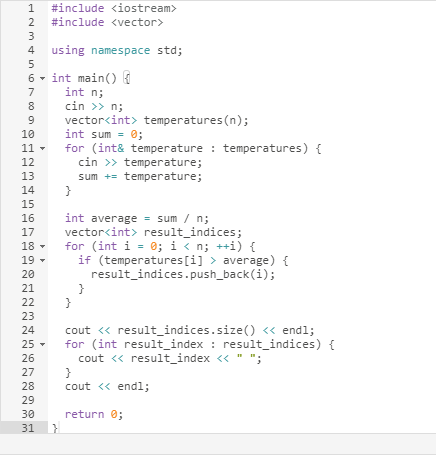 1 #include <iostream>
2 #include <vector>
3
4 using namespace std;
5
6 int main() {
7   int n;
8   cin >> n;
9   vector<int> temperatures(n);
10   int sum = 0;
11   for (int& temperature : temperatures) {
12     cin >> temperature;
13     sum += temperature;
14   }
15
16   int average = sum / n;
17   vector<int> result_indices;
18   for (int i = 0; i < n; ++i) {
19     if (temperatures[i] > average) {
20       result_indices.push_back(i);
21     }
22   }
23
24   cout << result_indices.size() << endl;
25   for (int result_index : result_indices) {
26     cout << result_index << " ";
27   }
28   cout << endl;
29
30   return 0;
31 }